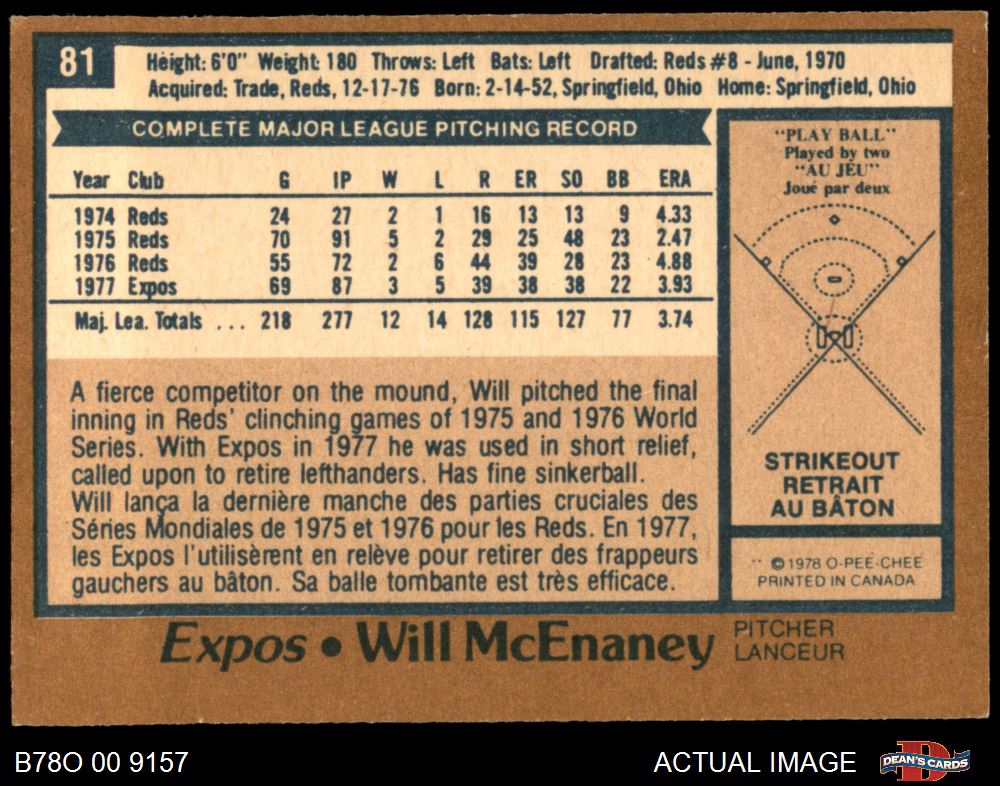 81
Height: 6'0" Weight: 180 Throws: Left Bats: Left Drafted: Reds #8 - June, 1970
Acquired: Trade, Reds, 12-17-76 Born: 2-14-52, Springfield, Ohio Home: Springfield, Ohio
COMPLETE MAJOR LEAGUE PITCHING RECORD
Year Club G IP W L R ER SO BB ERA
1974 Reds 24 27 2 1 16 13 13 9 4.33
1975 Reds 70 91 5 2 29 25 48 23 2.47
1976 Reds 55 72 2 6 44 39 28 23 4.88
1977 Expos 69 87 3 5 39 38 38 22 3.93
Maj. Lea. Totals ... 218 277 12 14 128 115 127 77 3.74
A fierce competitor on the mound, Will pitched the final
inning in Reds' clinching games of 1975 and 1976 World
Series. With Expos in 1977 he was used in short relief,
called upon to retire lefthanders. Has fine sinkerball.
Will lança la dernière manche des parties cruciales des
Séries Mondiales de 1975 et 1976 pour les Reds. En 1977,
les Expos l'utilisèrent en relève pour retirer des frappeurs
gauchers au bâton. Sa balle tombante est très efficace.
"PLAY BALL"
Played by two
"AU JEU"
Joué par deux
STRIKEOUT
RETRAIT
AU BÂTON
©1978 O-PEE-CHEE
PRINTED IN CANADA
Expos • Will McEnaney
PITCHER
LANCEUR
B78O 00 9157
ACTUAL IMAGE
DEAN'S CARDS